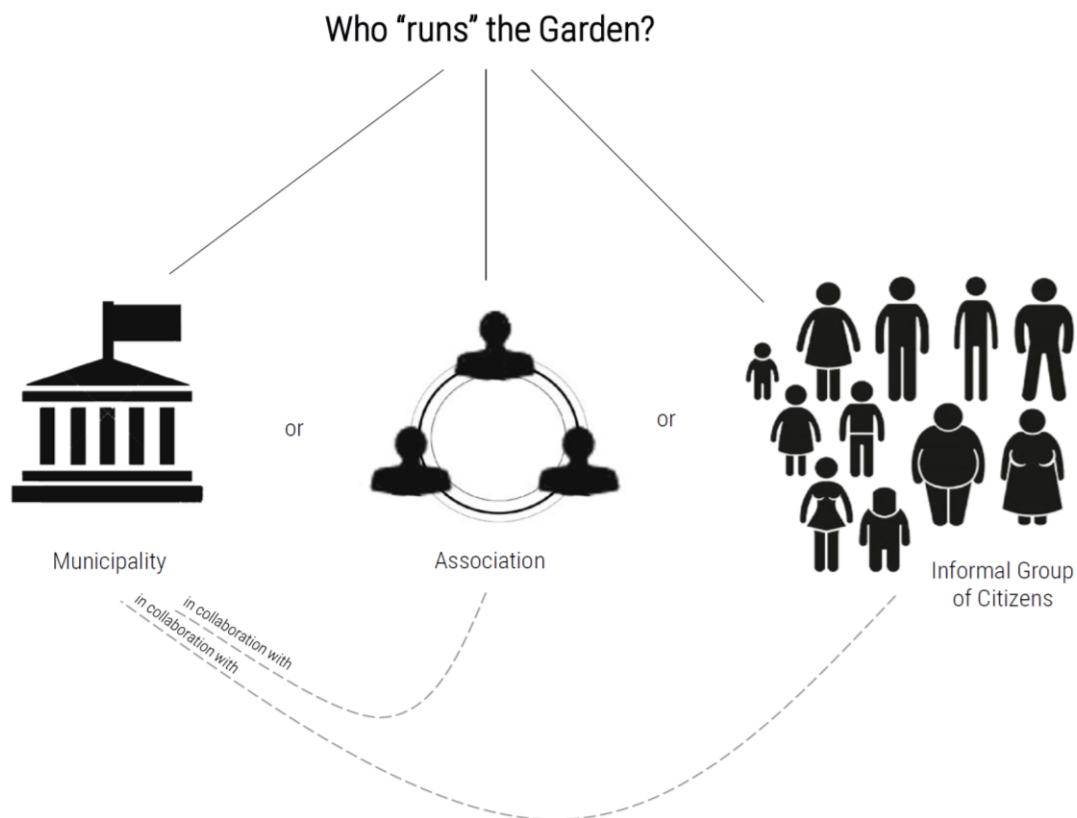 Who “runs” the Garden?
or
or
Municipality
Association
Informal Group
of Citizens
in collaboration with
in collaboration with